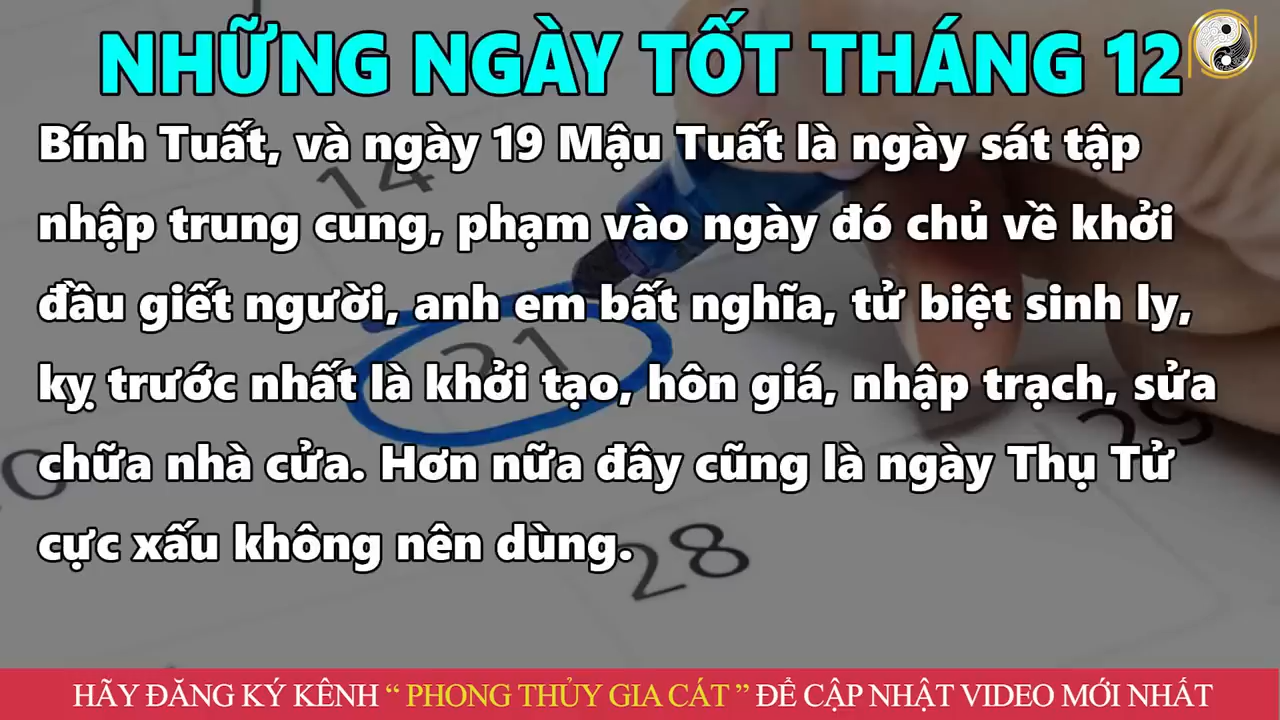 NHỮNG NGÀY TỐT THÁNG 12
Bính Tuất, và ngày 19 Mậu Tuất là ngày sát tập
nhập trung cung, phạm vào ngày đó chủ về khởi
đầu giết người, anh em bất nghĩa, tử biệt sinh ly,
kỵ trước nhất là khởi tạo, hôn giá, nhập trạch, sửa
chữa nhà cửa. Hơn nữa đây cũng là ngày Thụ Tử
cực xấu không nên dùng.
14
21
29
28
HÃY ĐĂNG KÝ KÊNH “ PHONG THỦY GIA CÁT ” ĐỂ CẬP NHẬT VIDEO MỚI NHẤT